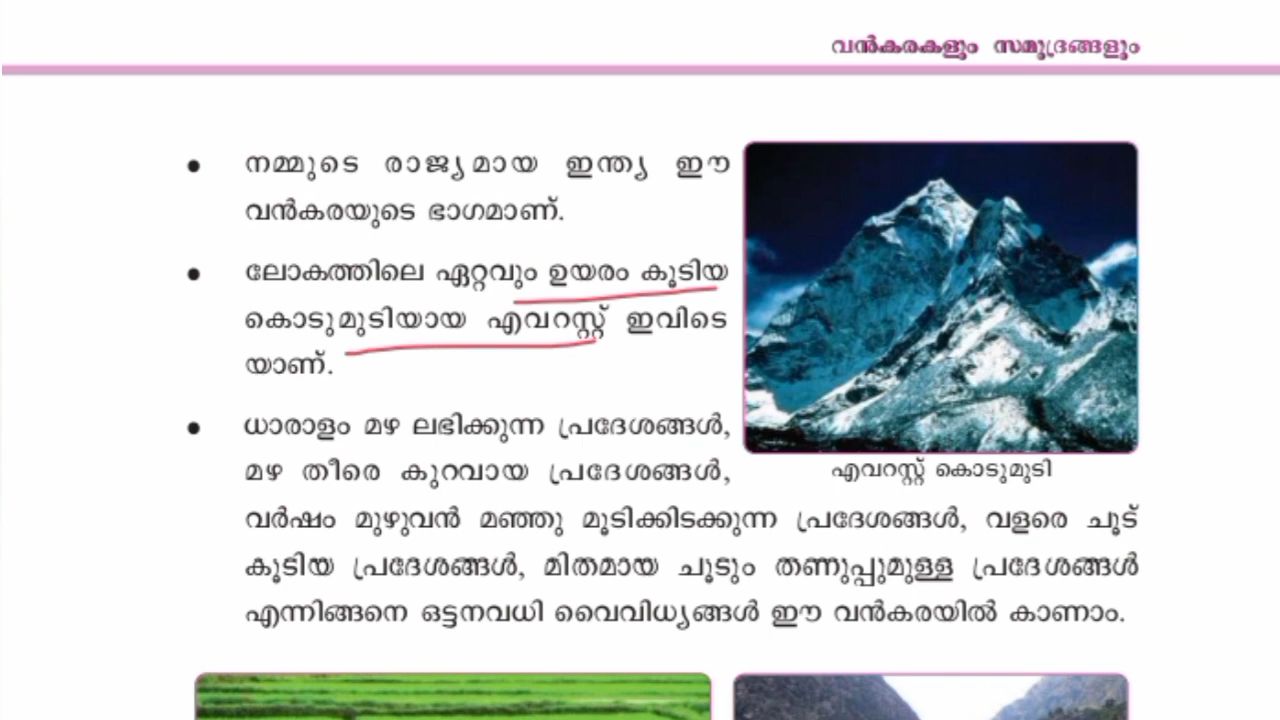 വൻകരകളും സമുദ്രങ്ങളും
• നമ്മുടെ രാജ്യമായ ഇന്ത്യ ഈ
വൻകരയുടെ ഭാഗമാണ്.
• ലോകത്തിലെ ഏറ്റവും ഉയരം കൂടിയ
കൊടുമുടിയായ എവറസ്റ്റ് ഇവിടെ
യാണ്.
• ധാരാളം മഴ ലഭിക്കുന്ന പ്രദേശങ്ങൾ,
മഴ തീരെ കുറവായ പ്രദേശങ്ങൾ,
വർഷം മുഴുവൻ മഞ്ഞു മൂടിക്കിടക്കുന്ന പ്രദേശങ്ങൾ, വളരെ ചൂട്
കൂടിയ പ്രദേശങ്ങൾ, മിതമായ ചൂടും തണുപ്പുമുള്ള പ്രദേശങ്ങൾ
എന്നിങ്ങനെ ഒട്ടനവധി വൈവിധ്യങ്ങൾ ഈ വൻകരയിൽ കാണാം.
എവറസ്റ്റ് കൊടുമുടി